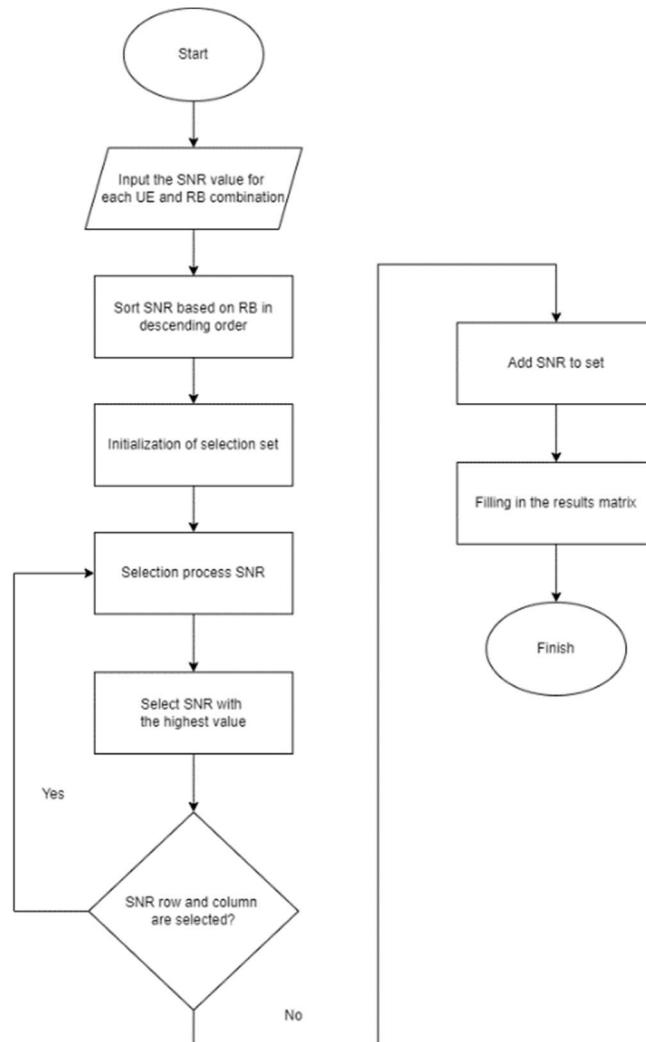 Start
Input the SNR value for
each UE and RB combination
Sort SNR based on RB in
descending order
Initialization of selection set
Selection process SNR
Select SNR with
the highest value
Yes
SNR row and column
are selected?
No
Add SNR to set
Filling in the results matrix
Finish